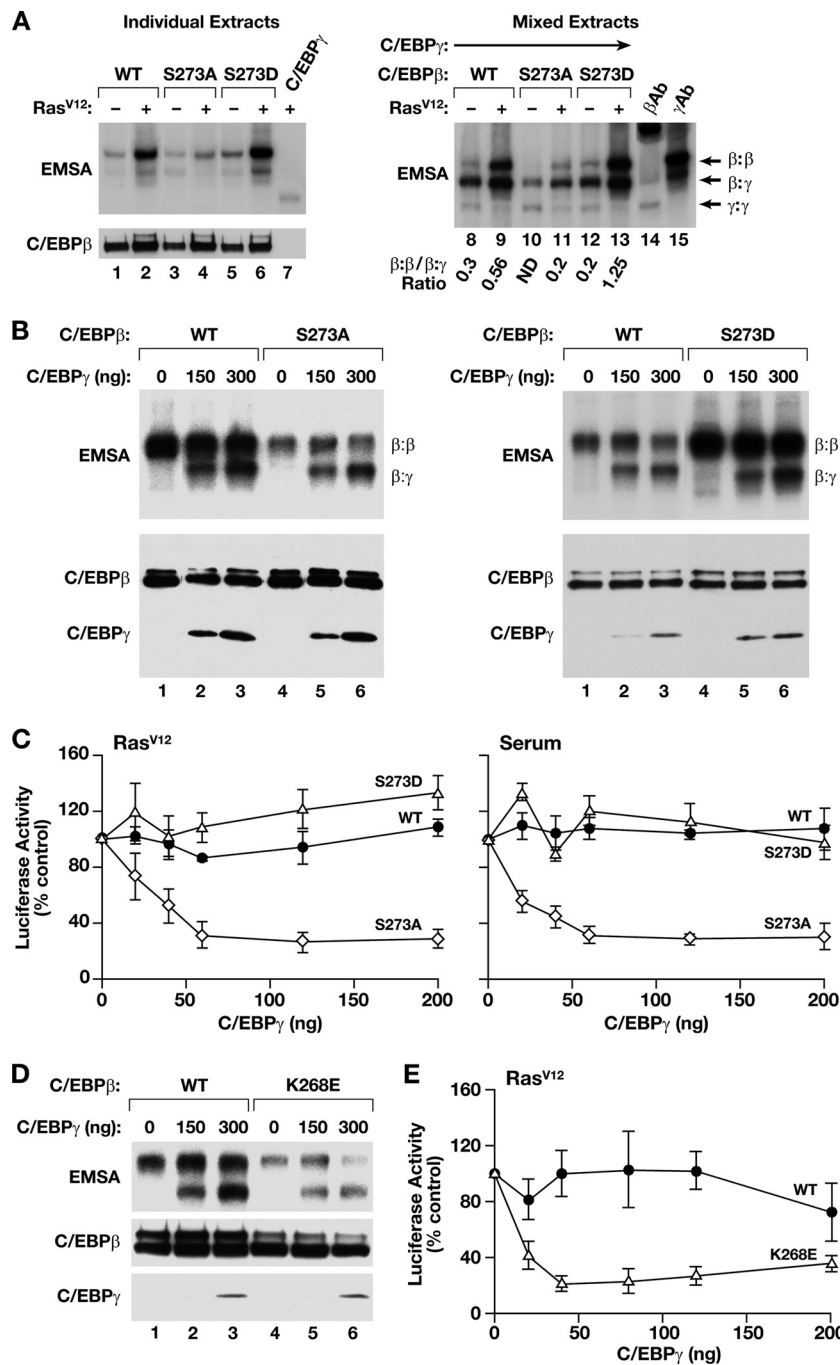 A
Individual Extracts
WT S273A S273D C/EBPγ
RasV12: – + – + – + +
EMSA
C/EBPβ
1 2 3 4 5 6 7
Mixed Extracts
C/EBPγ:
C/EBPβ: WT S273A S273D
RasV12: – + – + – + βAb γAb
EMSA
β:β
β:γ
γ:γ
8 9 10 11 12 13 14 15
β:β/β:γ Ratio 0.3 0.56 ND 0.2 0.2 1.25
B
C/EBPβ: WT S273A
C/EBPγ (ng): 0 150 300 0 150 300
EMSA
β:β
β:γ
C/EBPβ
C/EBPγ
1 2 3 4 5 6
C/EBPβ: WT S273D
C/EBPγ (ng): 0 150 300 0 150 300
EMSA
β:β
β:γ
C/EBPβ
C/EBPγ
1 2 3 4 5 6
C
RasV12
Luciferase Activity
(% control)
160
120
80
40
0
S273D
WT
S273A
0 50 100 150 200
C/EBPγ (ng)
Serum
WT
S273D
S273A
0 50 100 150 200
C/EBPγ (ng)
D
C/EBPβ: WT K268E
C/EBPγ (ng): 0 150 300 0 150 300
EMSA
C/EBPβ
C/EBPγ
1 2 3 4 5 6
E
RasV12
Luciferase Activity
(% control)
160
120
80
40
0
WT
K268E
0 50 100 150 200
C/EBPγ (ng)